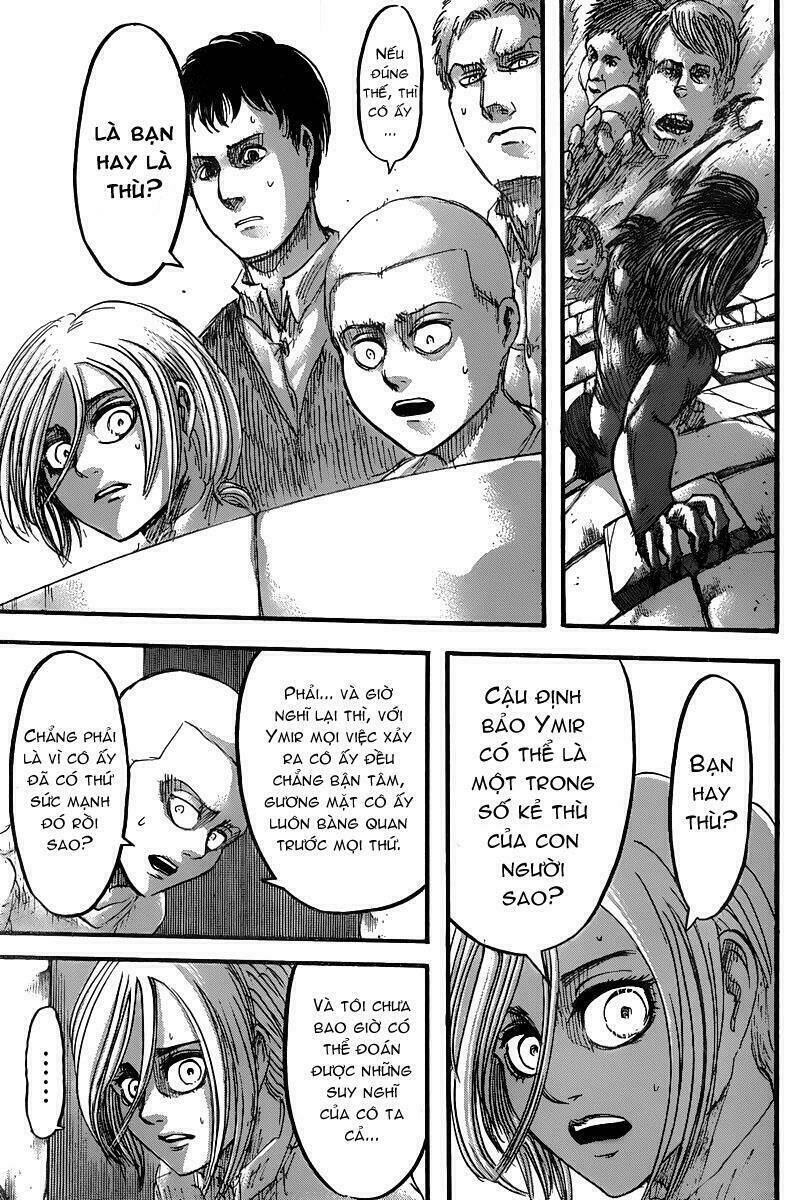 NẾU
ĐÚNG
THẾ, THÌ
CÔ ẤY
...
LÀ BẠN
HAY LÀ
THÙ?
BẠN
HAY
THÙ?
CẬU ĐỊNH
BẢO YMIR
CÓ THỂ LÀ
MỘT TRONG
SỐ KẺ THÙ
CỦA CON
NGƯỜI
SAO?
PHẢI... VÀ GIỜ
NGHĨ LẠI THÌ, VỚI
YMIR MỌI VIỆC XẢY
RA CÔ ẤY ĐỀU
CHẲNG BẬN TÂM,
GƯƠNG MẶT CÔ ẤY
LUÔN BÀNG QUAN
TRƯỚC MỌI THỨ.
CHẲNG PHẢI
LÀ VÌ CÔ ẤY
ĐÃ CÓ THỨ
SỨC MẠNH
ĐÓ RỒI
SAO?
VÀ TÔI CHƯA
BAO GIỜ CÓ
THỂ ĐOÁN
ĐƯỢC NHỮNG
SUY NGHĨ
CỦA CÔ TA
CẢ...
......